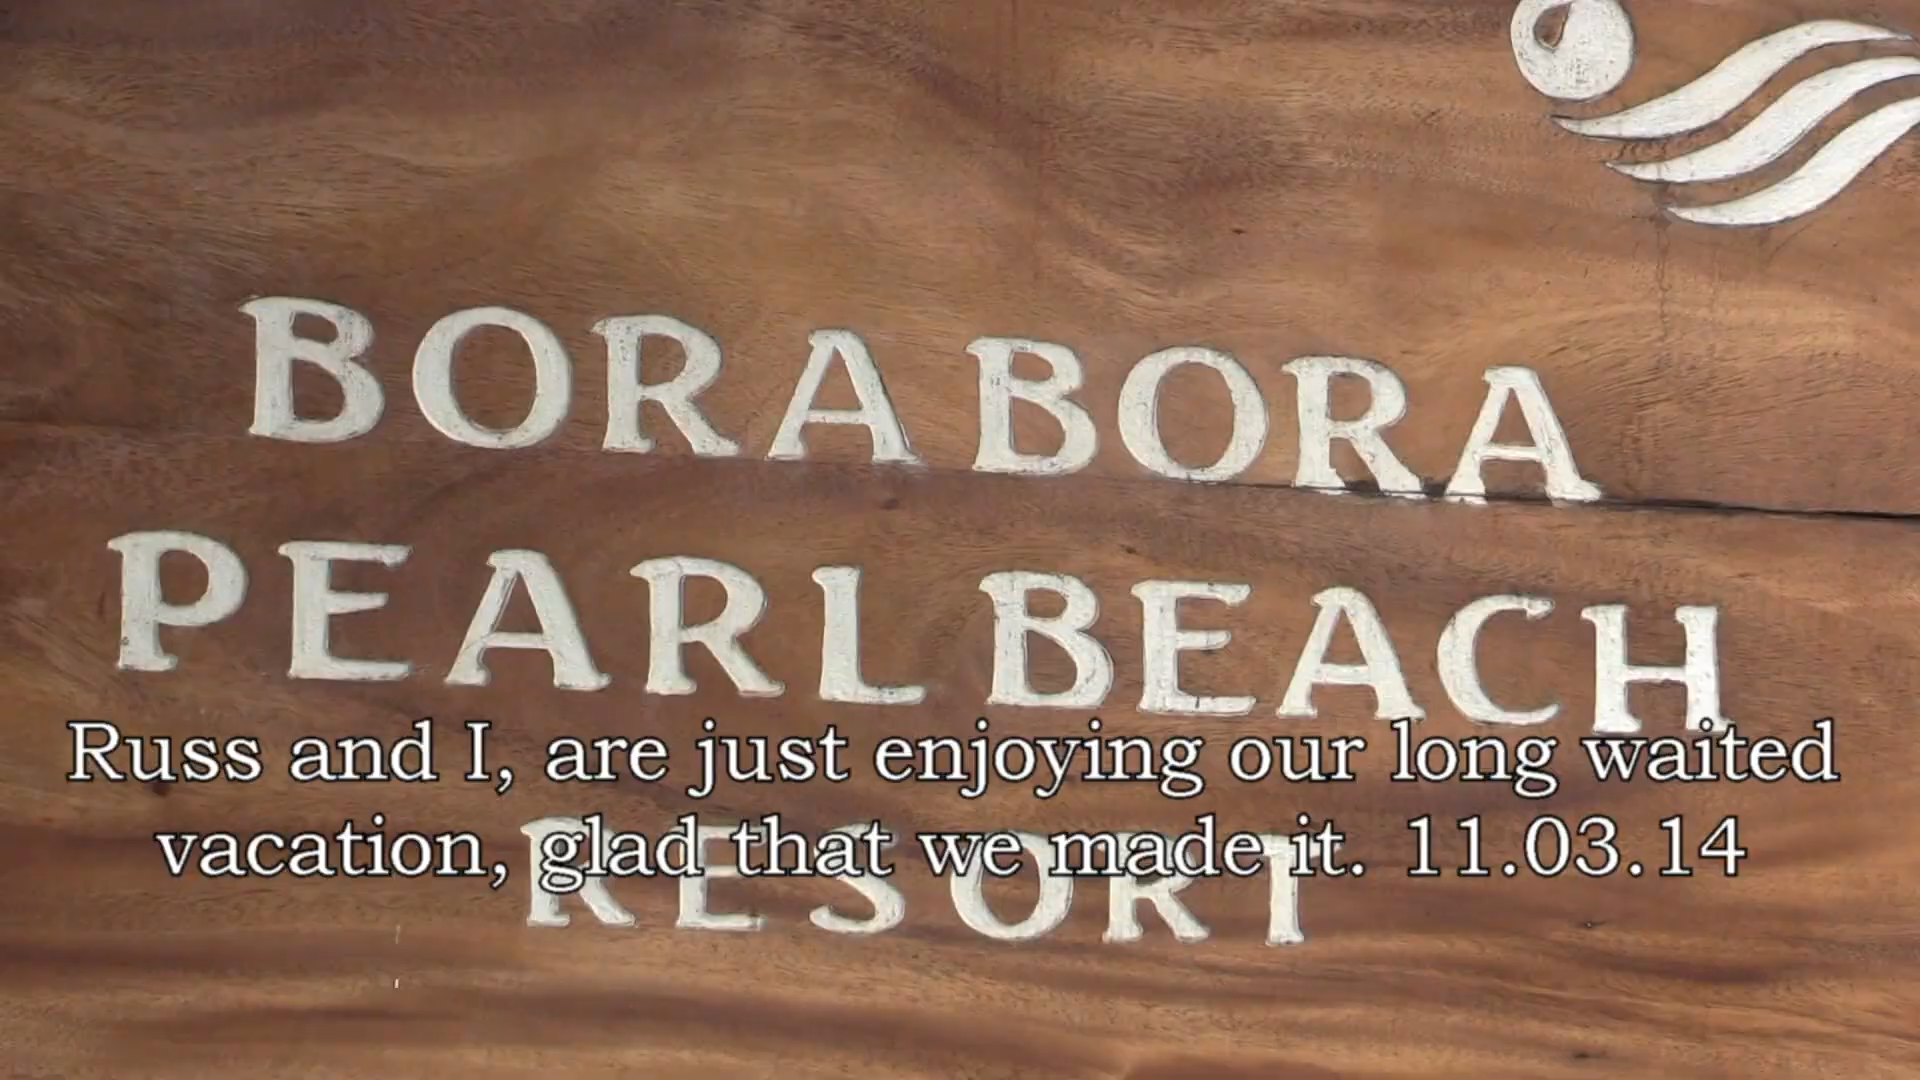 BORA BORA
PEARL BEACH
Russ and I, are just enjoying our long waited
vacation, glad that we made it. 11.03.14
RESORT